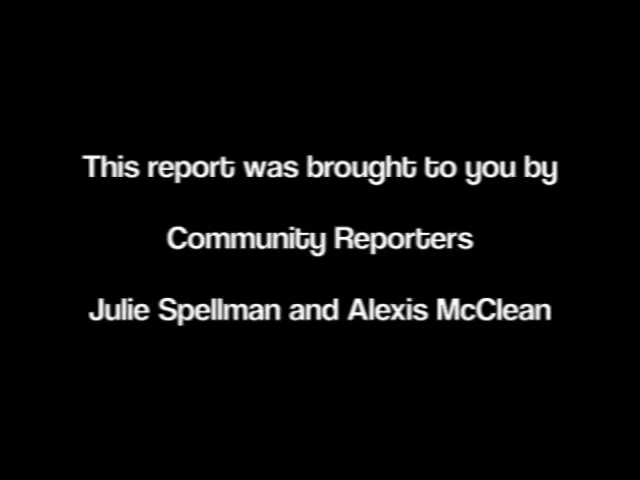 This report was brought to you by
Community Reporters
Julie Spellman and Alexis McClean